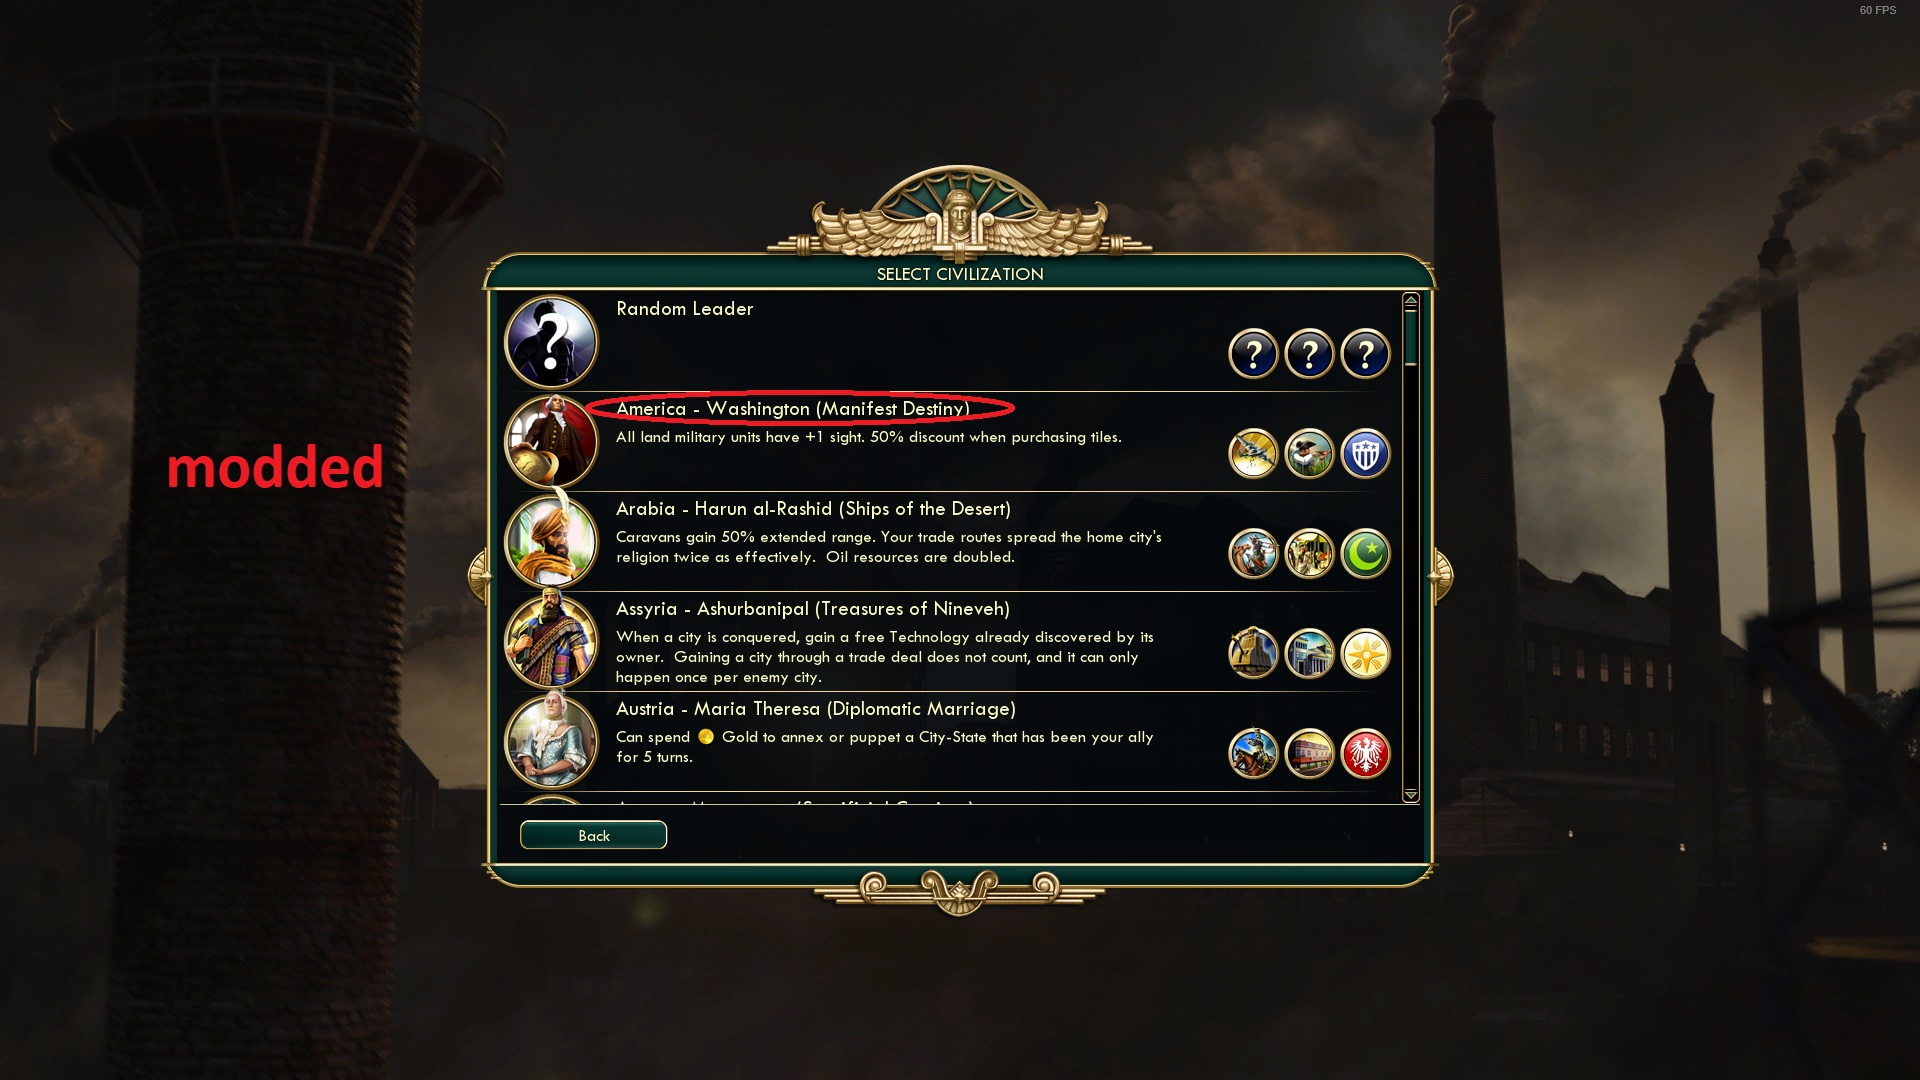 60 FPS
SELECT CIVILIZATION
Random Leader
? ? ?
America - Washington (Manifest Destiny)
All land military units have +1 sight. 50% discount when purchasing tiles.
modded
Arabia - Harun al-Rashid (Ships of the Desert)
Caravans gain 50% extended range. Your trade routes spread the home city's
religion twice as effectively.  Oil resources are doubled.
Assyria - Ashurbanipal (Treasures of Nineveh)
When a city is conquered, gain a free Technology already discovered by its
owner.  Gaining a city through a trade deal does not count, and it can only
happen once per enemy city.
Austria - Maria Theresa (Diplomatic Marriage)
Can spend Gold to annex or puppet a City-State that has been your ally
for 5 turns.
Back